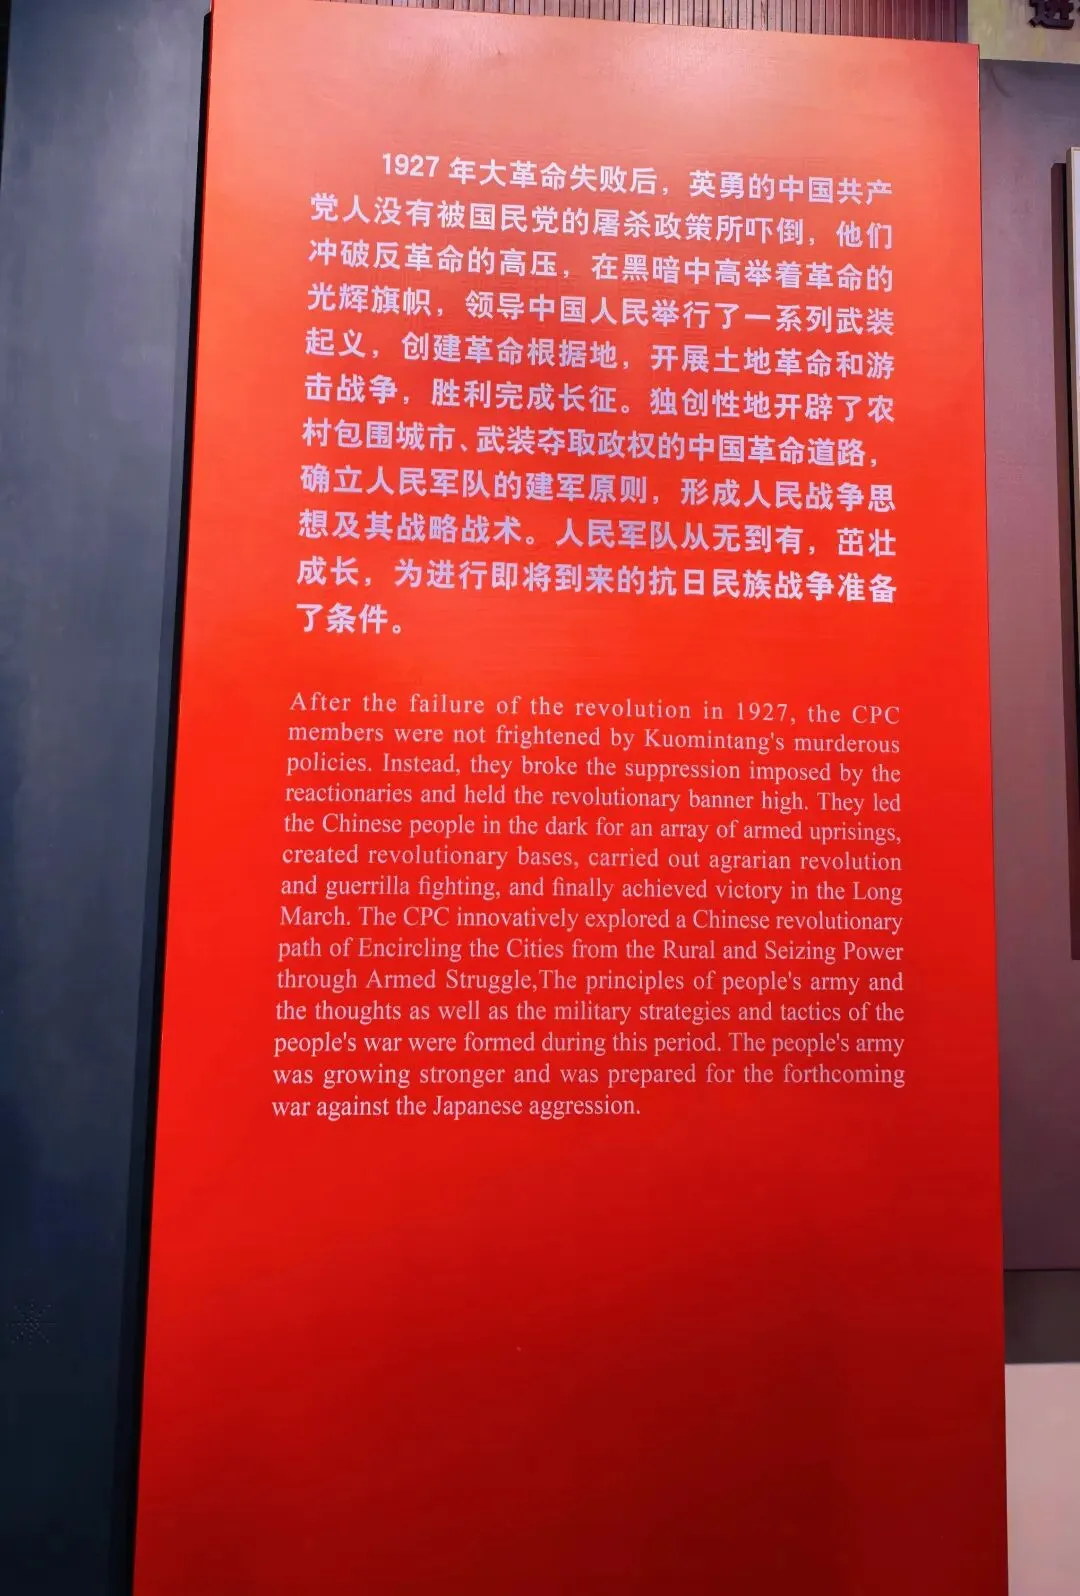 1927 年大革命失败后，英勇的中国共产
党人没有被国民党的屠杀政策所吓倒，他们
冲破反革命的高压，在黑暗中高举着革命的
光辉旗帜，领导中国人民举行了一系列武装
起义，创建革命根据地，开展土地革命和游
击战争，胜利完成长征。独创性地开辟了农
村包围城市、武装夺取政权的中国革命道路，
确立人民军队的建军原则，形成人民战争思
想及其战略战术。人民军队从无到有，茁壮
成长，为进行即将到来的抗日民族战争准备
了条件。
After the failure of the revolution in 1927, the CPC
members were not frightened by Kuomintang's murderous
policies. Instead, they broke the suppression imposed by the
reactionaries and held the revolutionary banner high. They led
the Chinese people in the dark for an array of armed uprisings,
created revolutionary bases, carried out agrarian revolution
and guerrilla fighting, and finally achieved victory in the Long
March. The CPC innovatively explored a Chinese revolutionary
path of Encircling the Cities from the Rural and Seizing Power
through Armed Struggle,The principles of people's army and
the thoughts as well as the military strategies and tactics of the
people's war were formed during this period. The people's army
was growing stronger and was prepared for the forthcoming
war against the Japanese aggression.